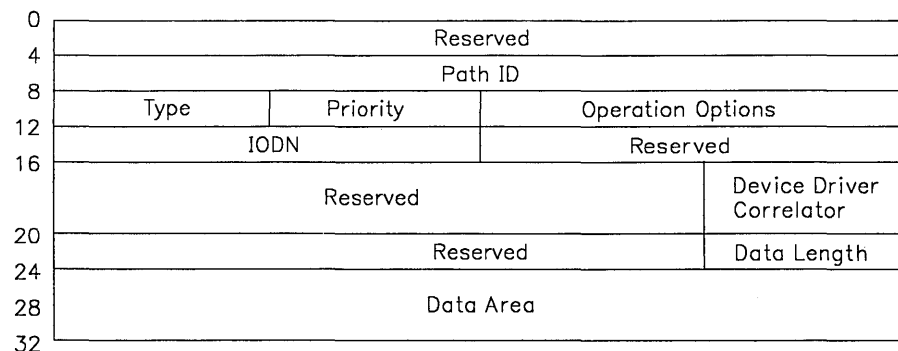 0
Reserved
4
Path ID
8
Type Priority Operation Options
12
IODN Reserved
16
Reserved Device Driver
Correlator
20
Reserved Data Length
24
Data Area
28
32